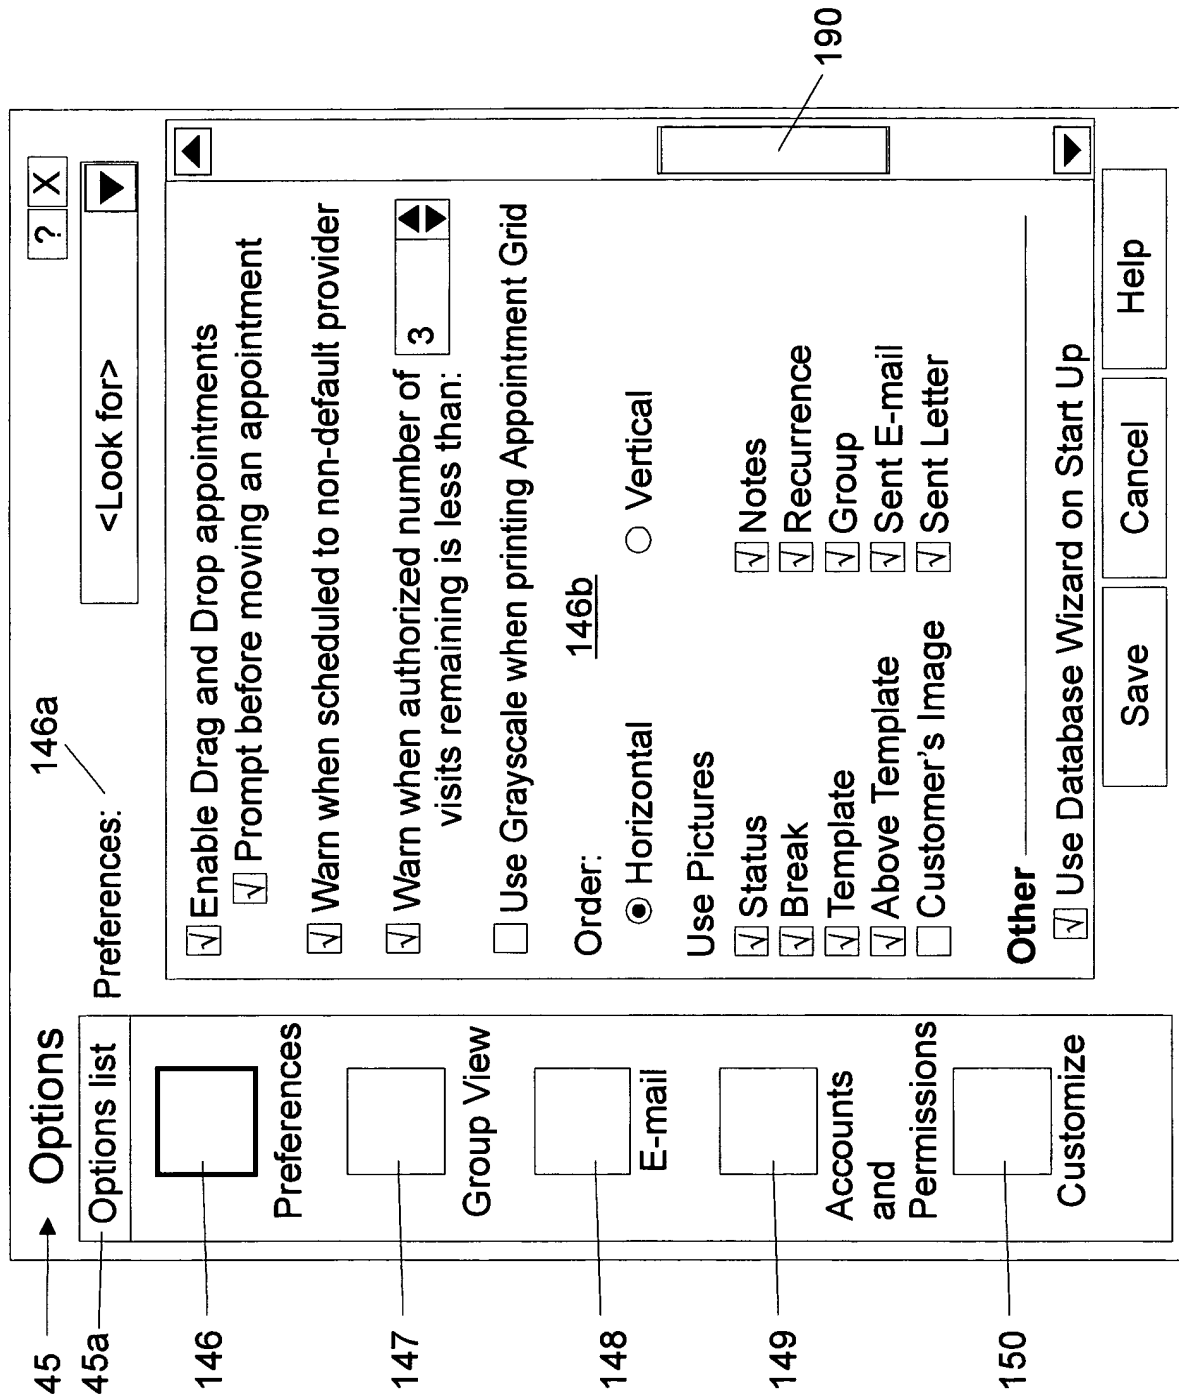 45 Options ? X
45a Options list Preferences: 146a <Look for>
146 Preferences
147 Group View
148 E-mail
149 Accounts
and
Permissions
150 Customize
√ Enable Drag and Drop appointments
√ Prompt before moving an appointment
√ Warn when scheduled to non-default provider
√ Warn when authorized number of
visits remaining is less than: 3
Use Grayscale when printing Appointment Grid
Order: 146b
Horizontal Vertical
Use Pictures
√ Status √ Notes
√ Break √ Recurrence
√ Template √ Group
√ Above Template √ Sent E-mail
Customer's Image √ Sent Letter
Other
√ Use Database Wizard on Start Up
190
Save Cancel Help